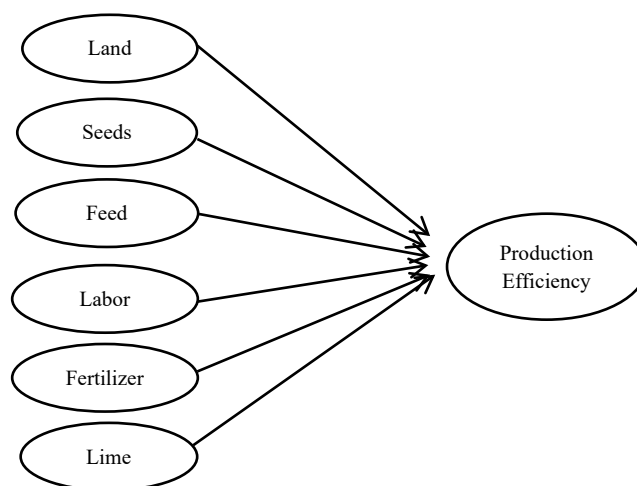 Land
Seeds
Feed
Labor
Fertilizer
Lime
Production
Efficiency